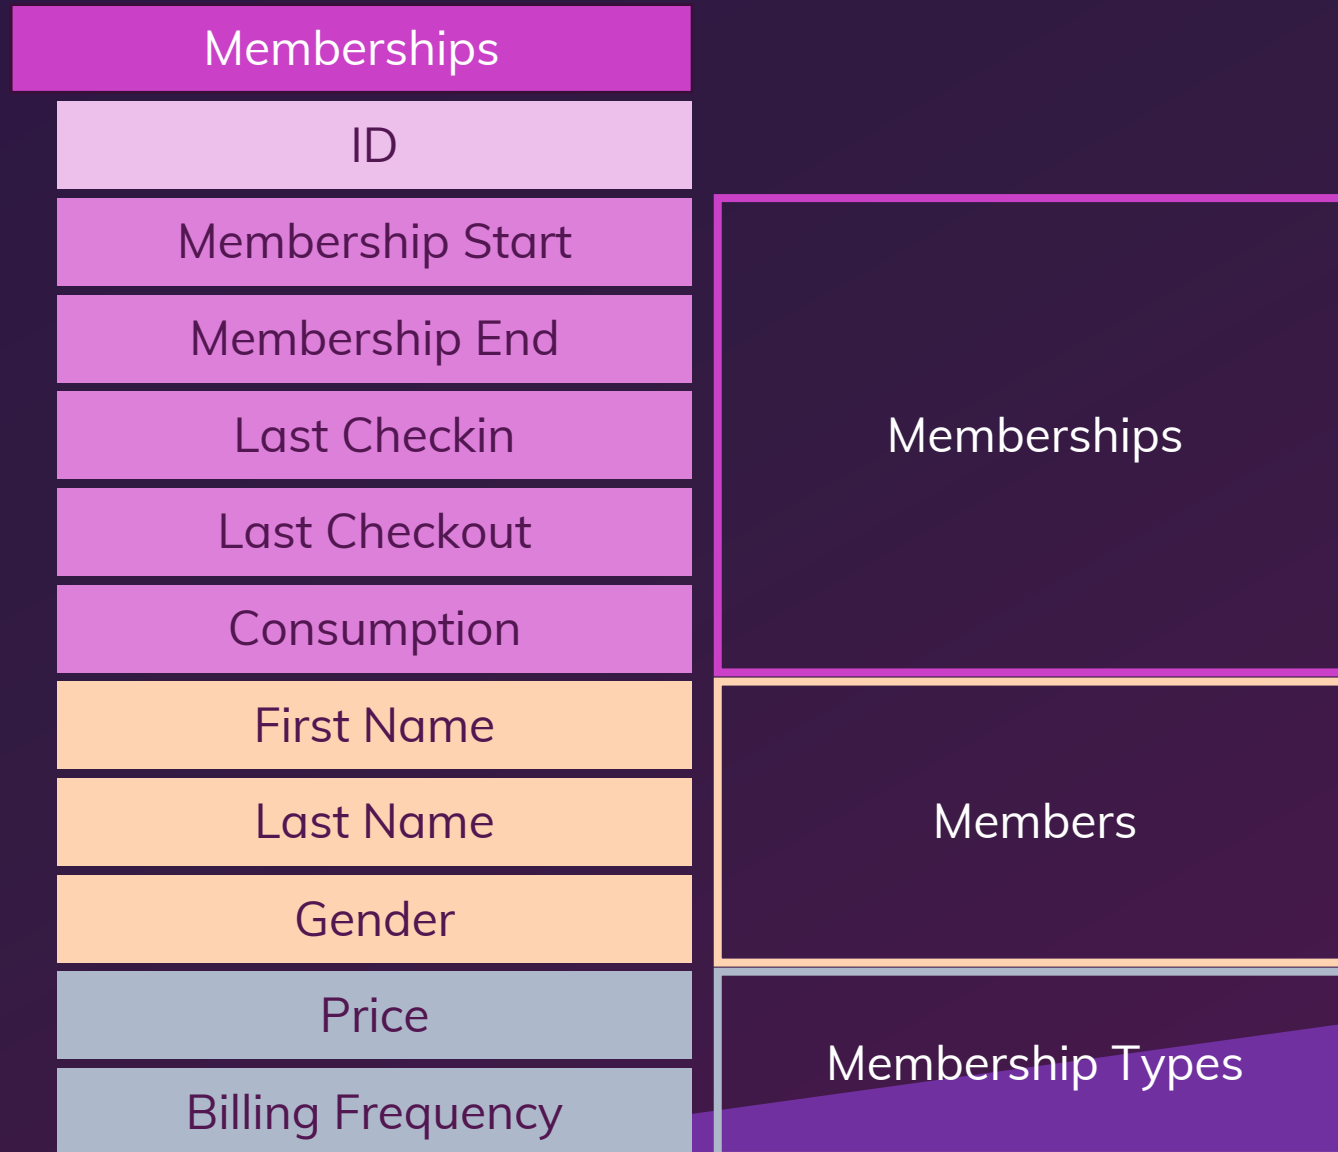 Memberships
ID
Membership Start
Membership End
Last Checkin
Last Checkout
Consumption
First Name
Last Name
Gender
Price
Billing Frequency
Memberships
Members
Membership Types